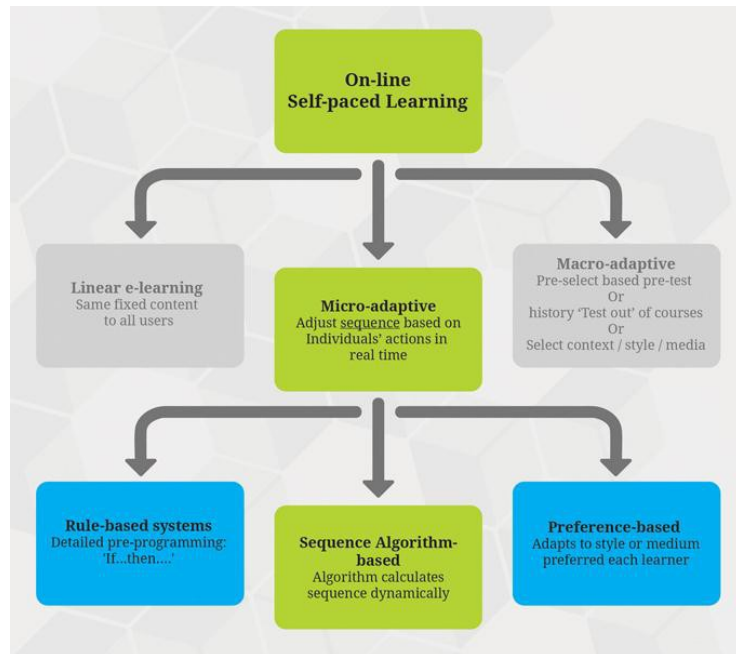 On-line
Self-paced Learning
Linear e-learning
Same fixed content
to all users
Micro-adaptive
Adjust sequence based on
Individuals' actions in
real time
Macro-adaptive
Pre-select based pre-test
Or
history ‘Test out’ of courses
Or
Select context / style / media
Rule-based systems
Detailed pre-programming:
'If...then....'
Sequence Algorithm-
based
Algorithm calculates
sequence dynamically
Preference-based
Adapts to style or medium
preferred each learner